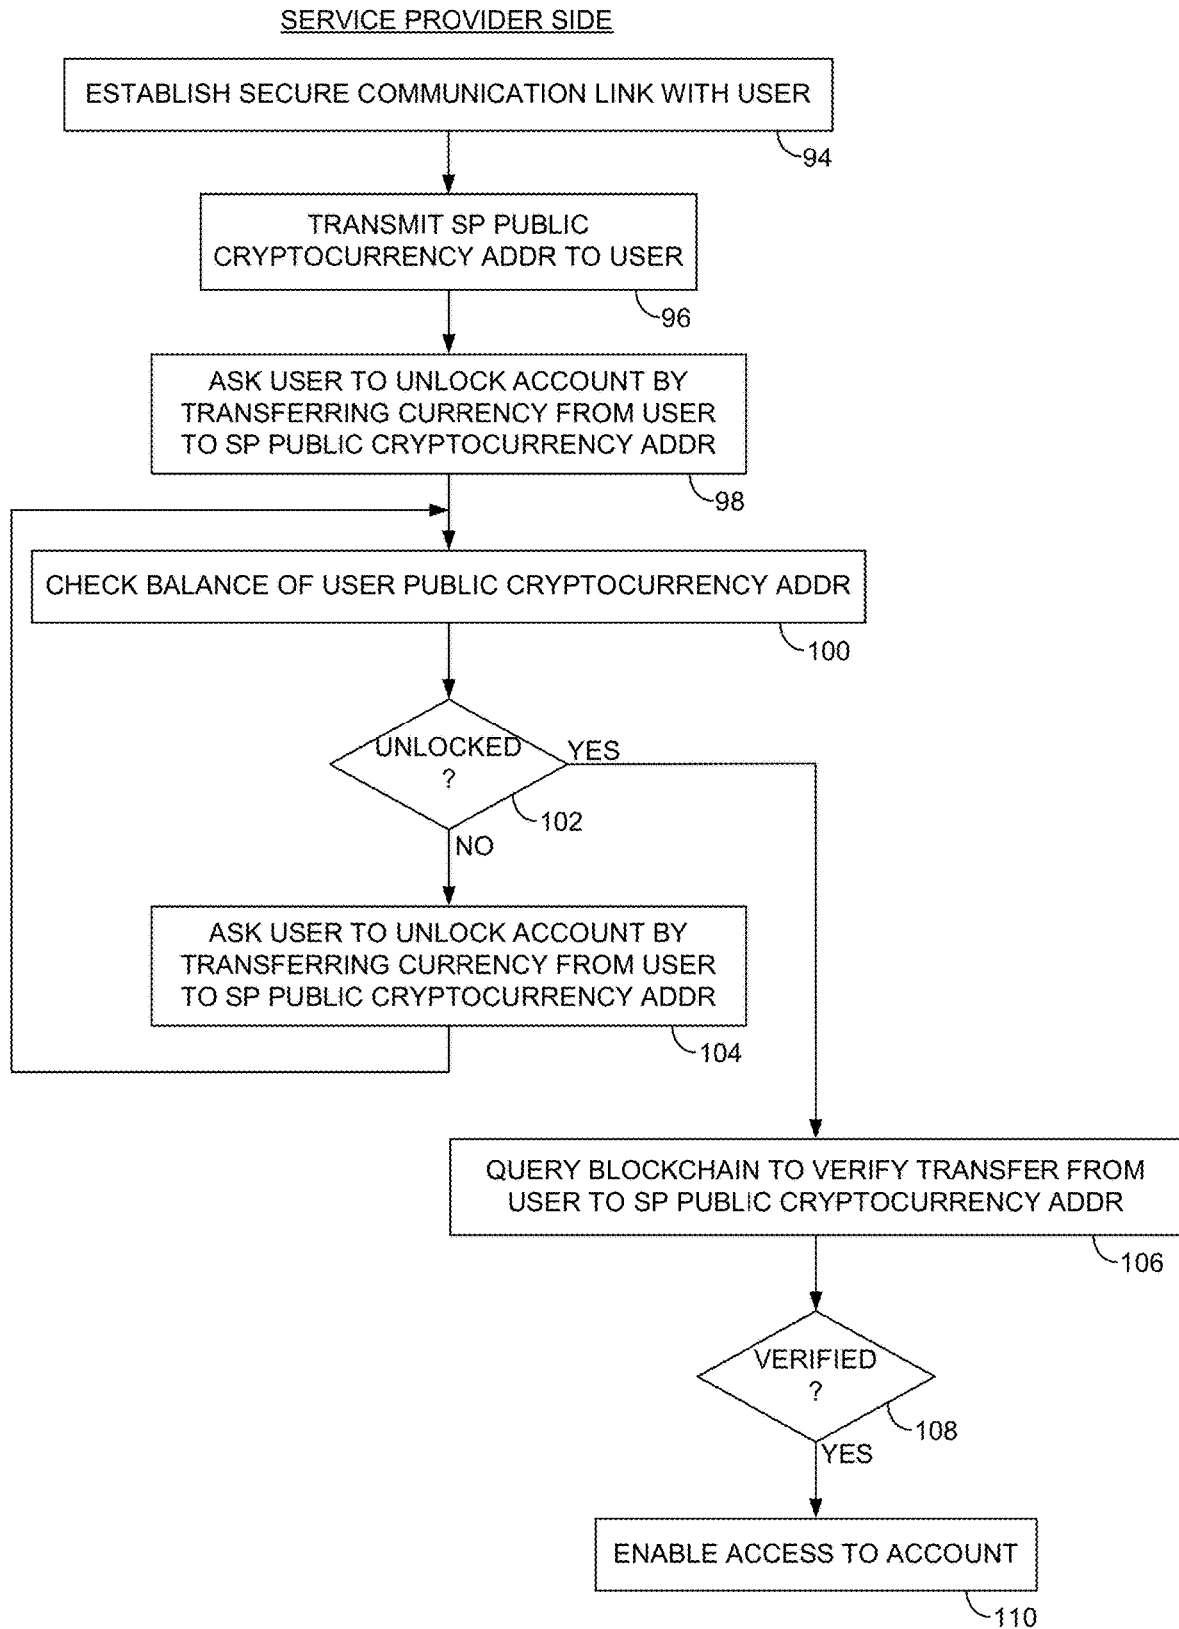 SERVICE PROVIDER SIDE
ESTABLISH SECURE COMMUNICATION LINK WITH USER
94
TRANSMIT SP PUBLIC
CRYPTOCURRENCY ADDR TO USER
96
ASK USER TO UNLOCK ACCOUNT BY
TRANSFERRING CURRENCY FROM USER
TO SP PUBLIC CRYPTOCURRENCY ADDR
98
CHECK BALANCE OF USER PUBLIC CRYPTOCURRENCY ADDR
100
UNLOCKED
?
YES
102
NO
ASK USER TO UNLOCK ACCOUNT BY
TRANSFERRING CURRENCY FROM USER
TO SP PUBLIC CRYPTOCURRENCY ADDR
104
QUERY BLOCKCHAIN TO VERIFY TRANSFER FROM
USER TO SP PUBLIC CRYPTOCURRENCY ADDR
106
VERIFIED
?
108
YES
ENABLE ACCESS TO ACCOUNT
110